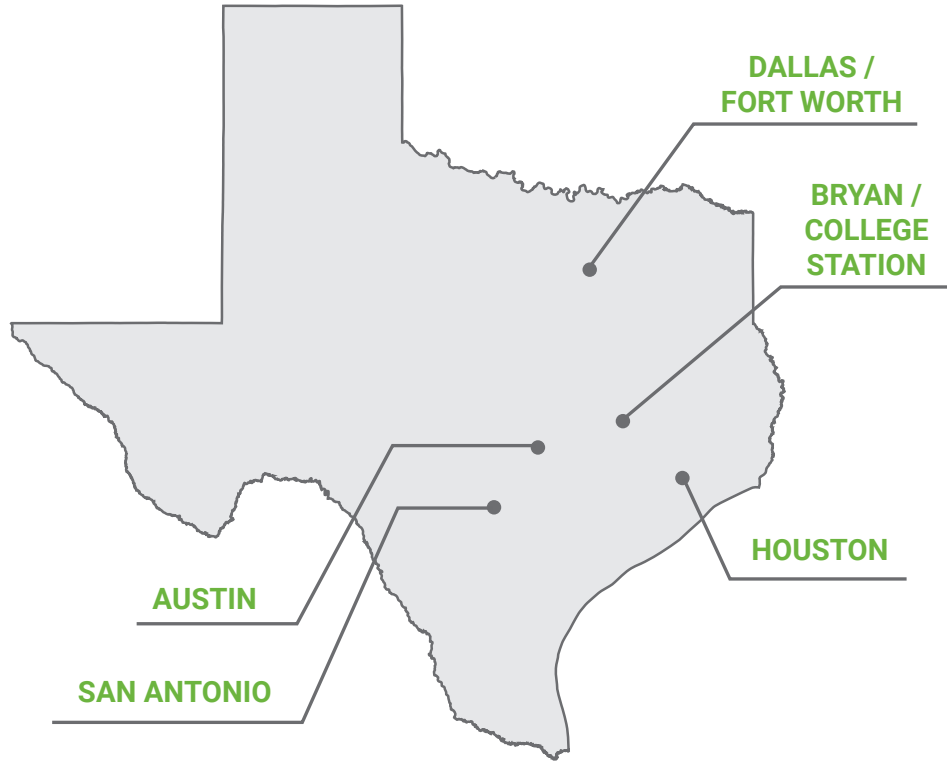 DALLAS /
FORT WORTH
BRYAN /
COLLEGE
STATION
HOUSTON
AUSTIN
SAN ANTONIO